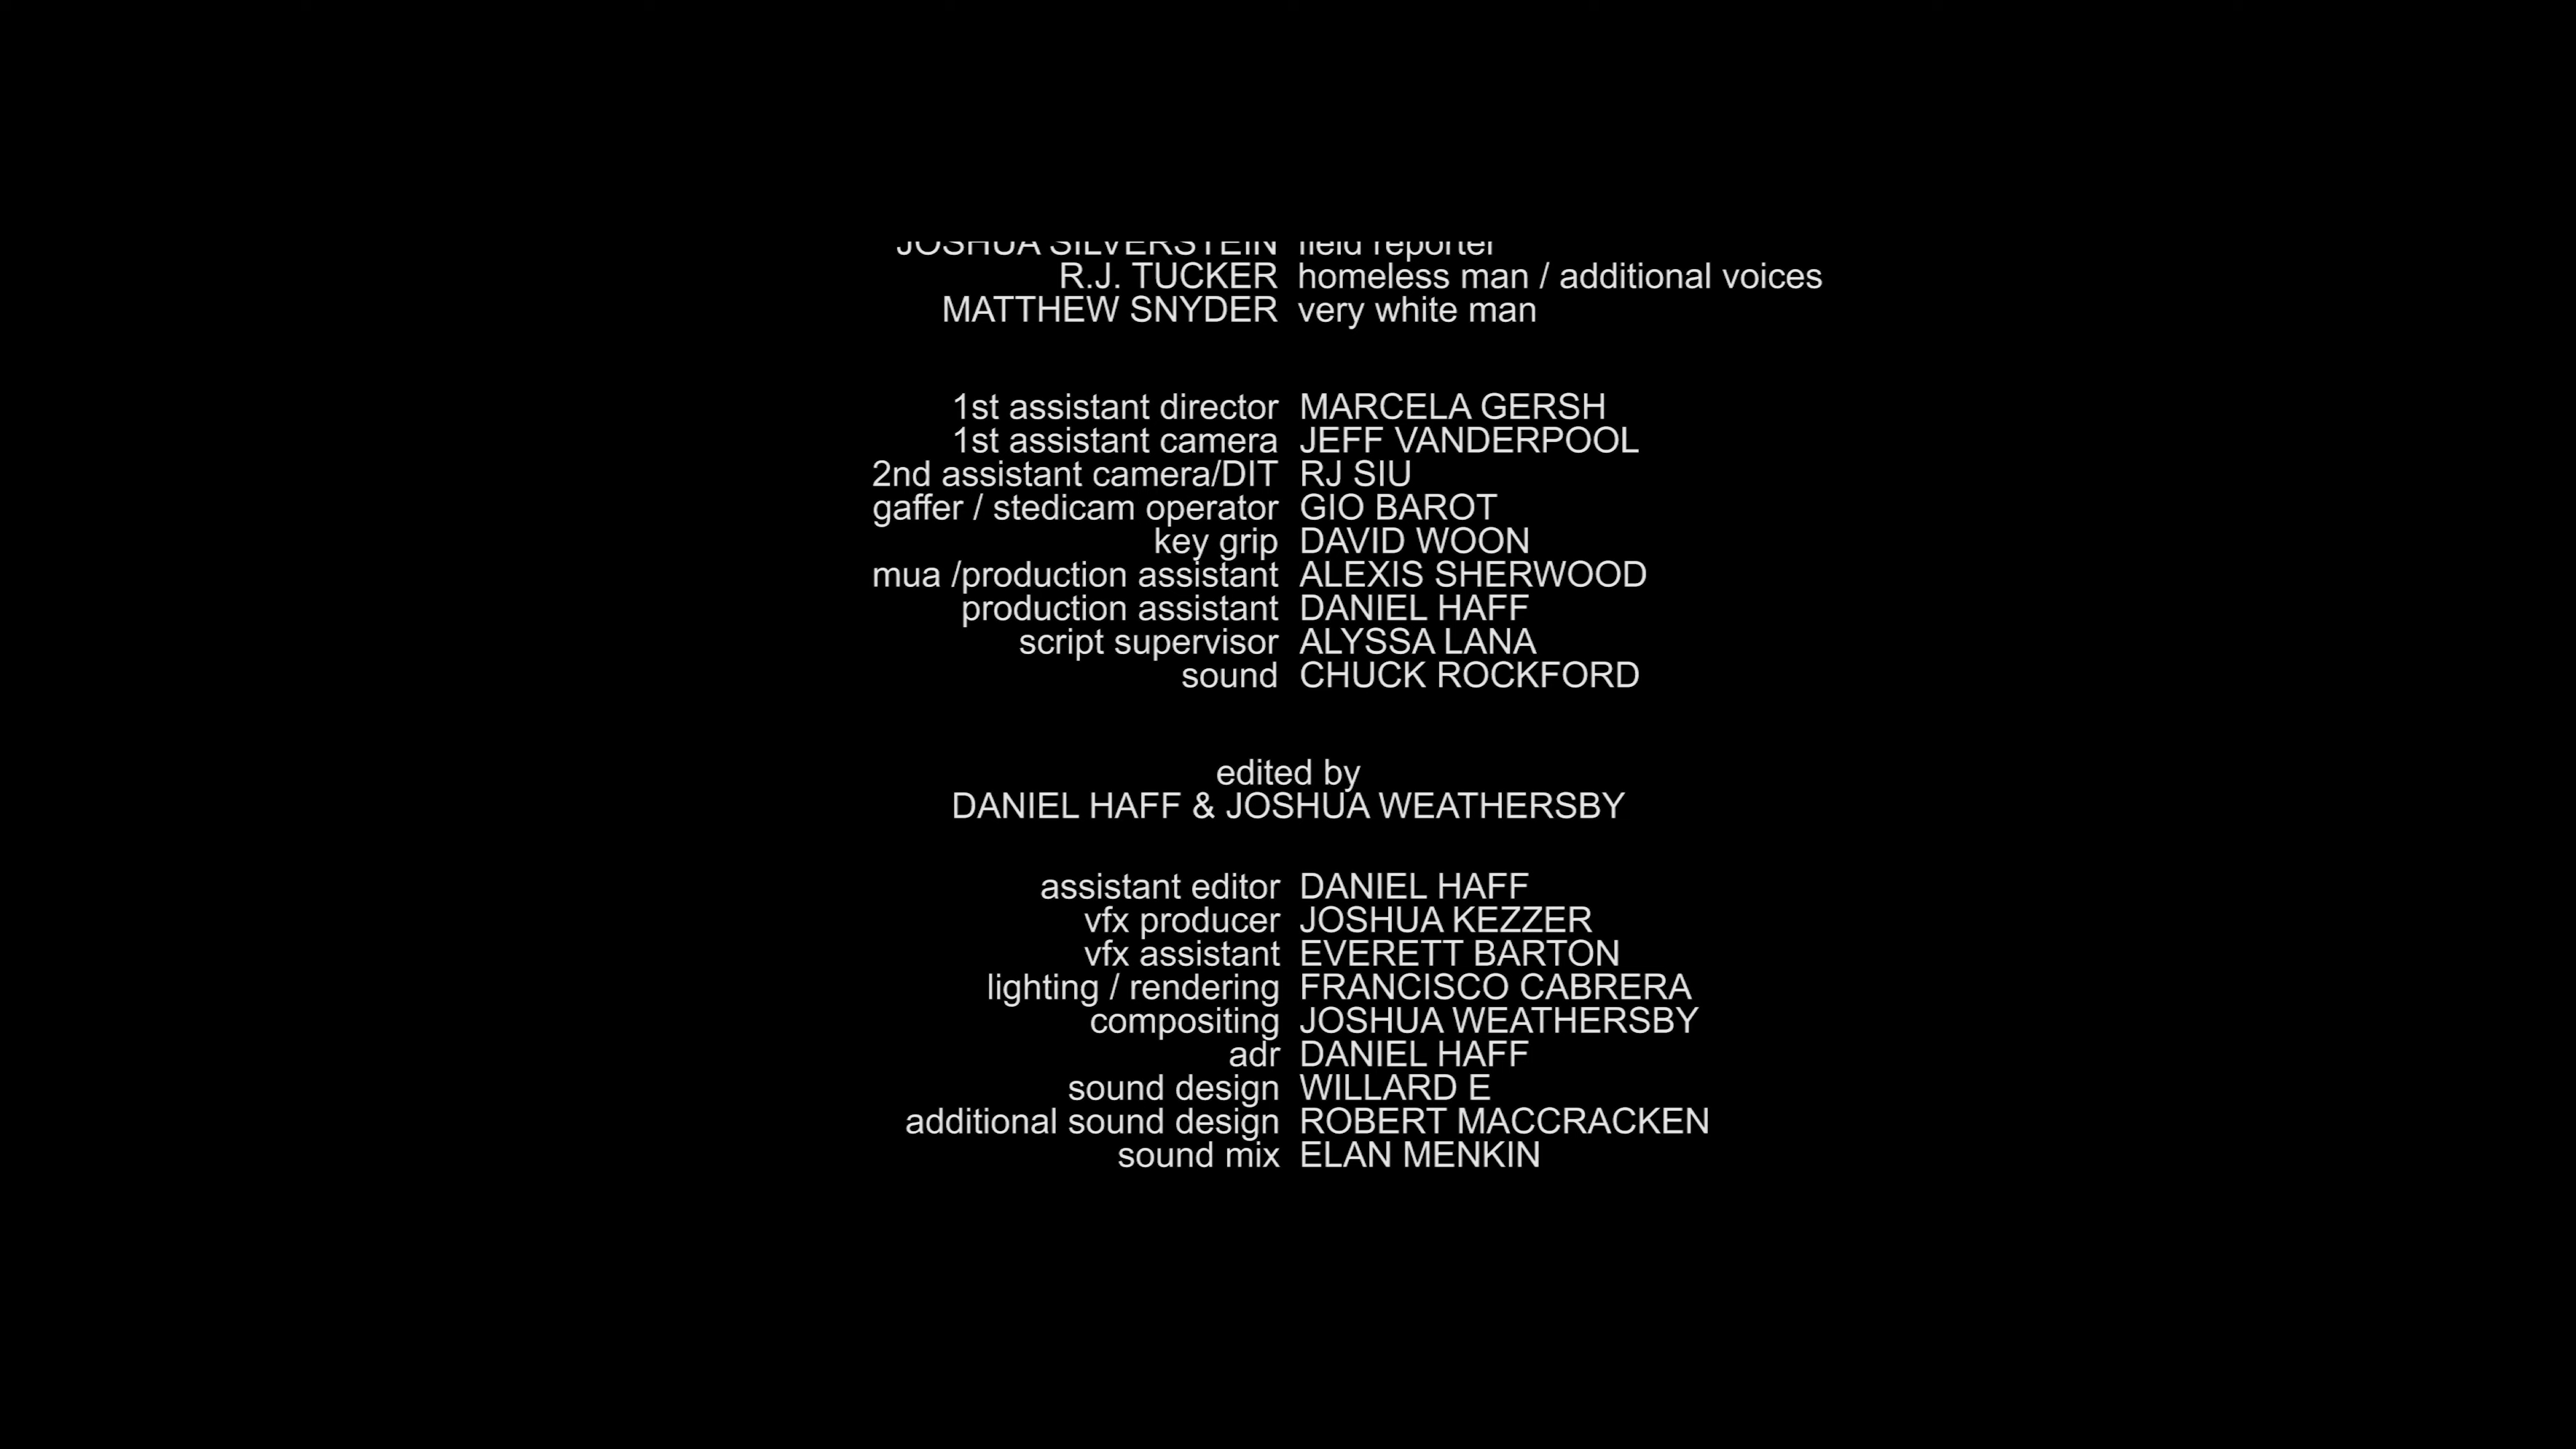 JOSHUA SILVERSTEIN field reporter
R.J. TUCKER homeless man / additional voices
MATTHEW SNYDER very white man
1st assistant director MARCELA GERSH
1st assistant camera JEFF VANDERPOOL
2nd assistant camera/DIT RJ SIU
gaffer / stedicam operator GIO BAROT
key grip DAVID WOON
mua /production assistant ALEXIS SHERWOOD
production assistant DANIEL HAFF
script supervisor ALYSSA LANA
sound CHUCK ROCKFORD
edited by
DANIEL HAFF & JOSHUA WEATHERSBY
assistant editor DANIEL HAFF
vfx producer JOSHUA KEZZER
vfx assistant EVERETT BARTON
lighting / rendering FRANCISCO CABRERA
compositing JOSHUA WEATHERSBY
adr DANIEL HAFF
sound design WILLARD E
additional sound design ROBERT MACCRACKEN
sound mix ELAN MENKIN